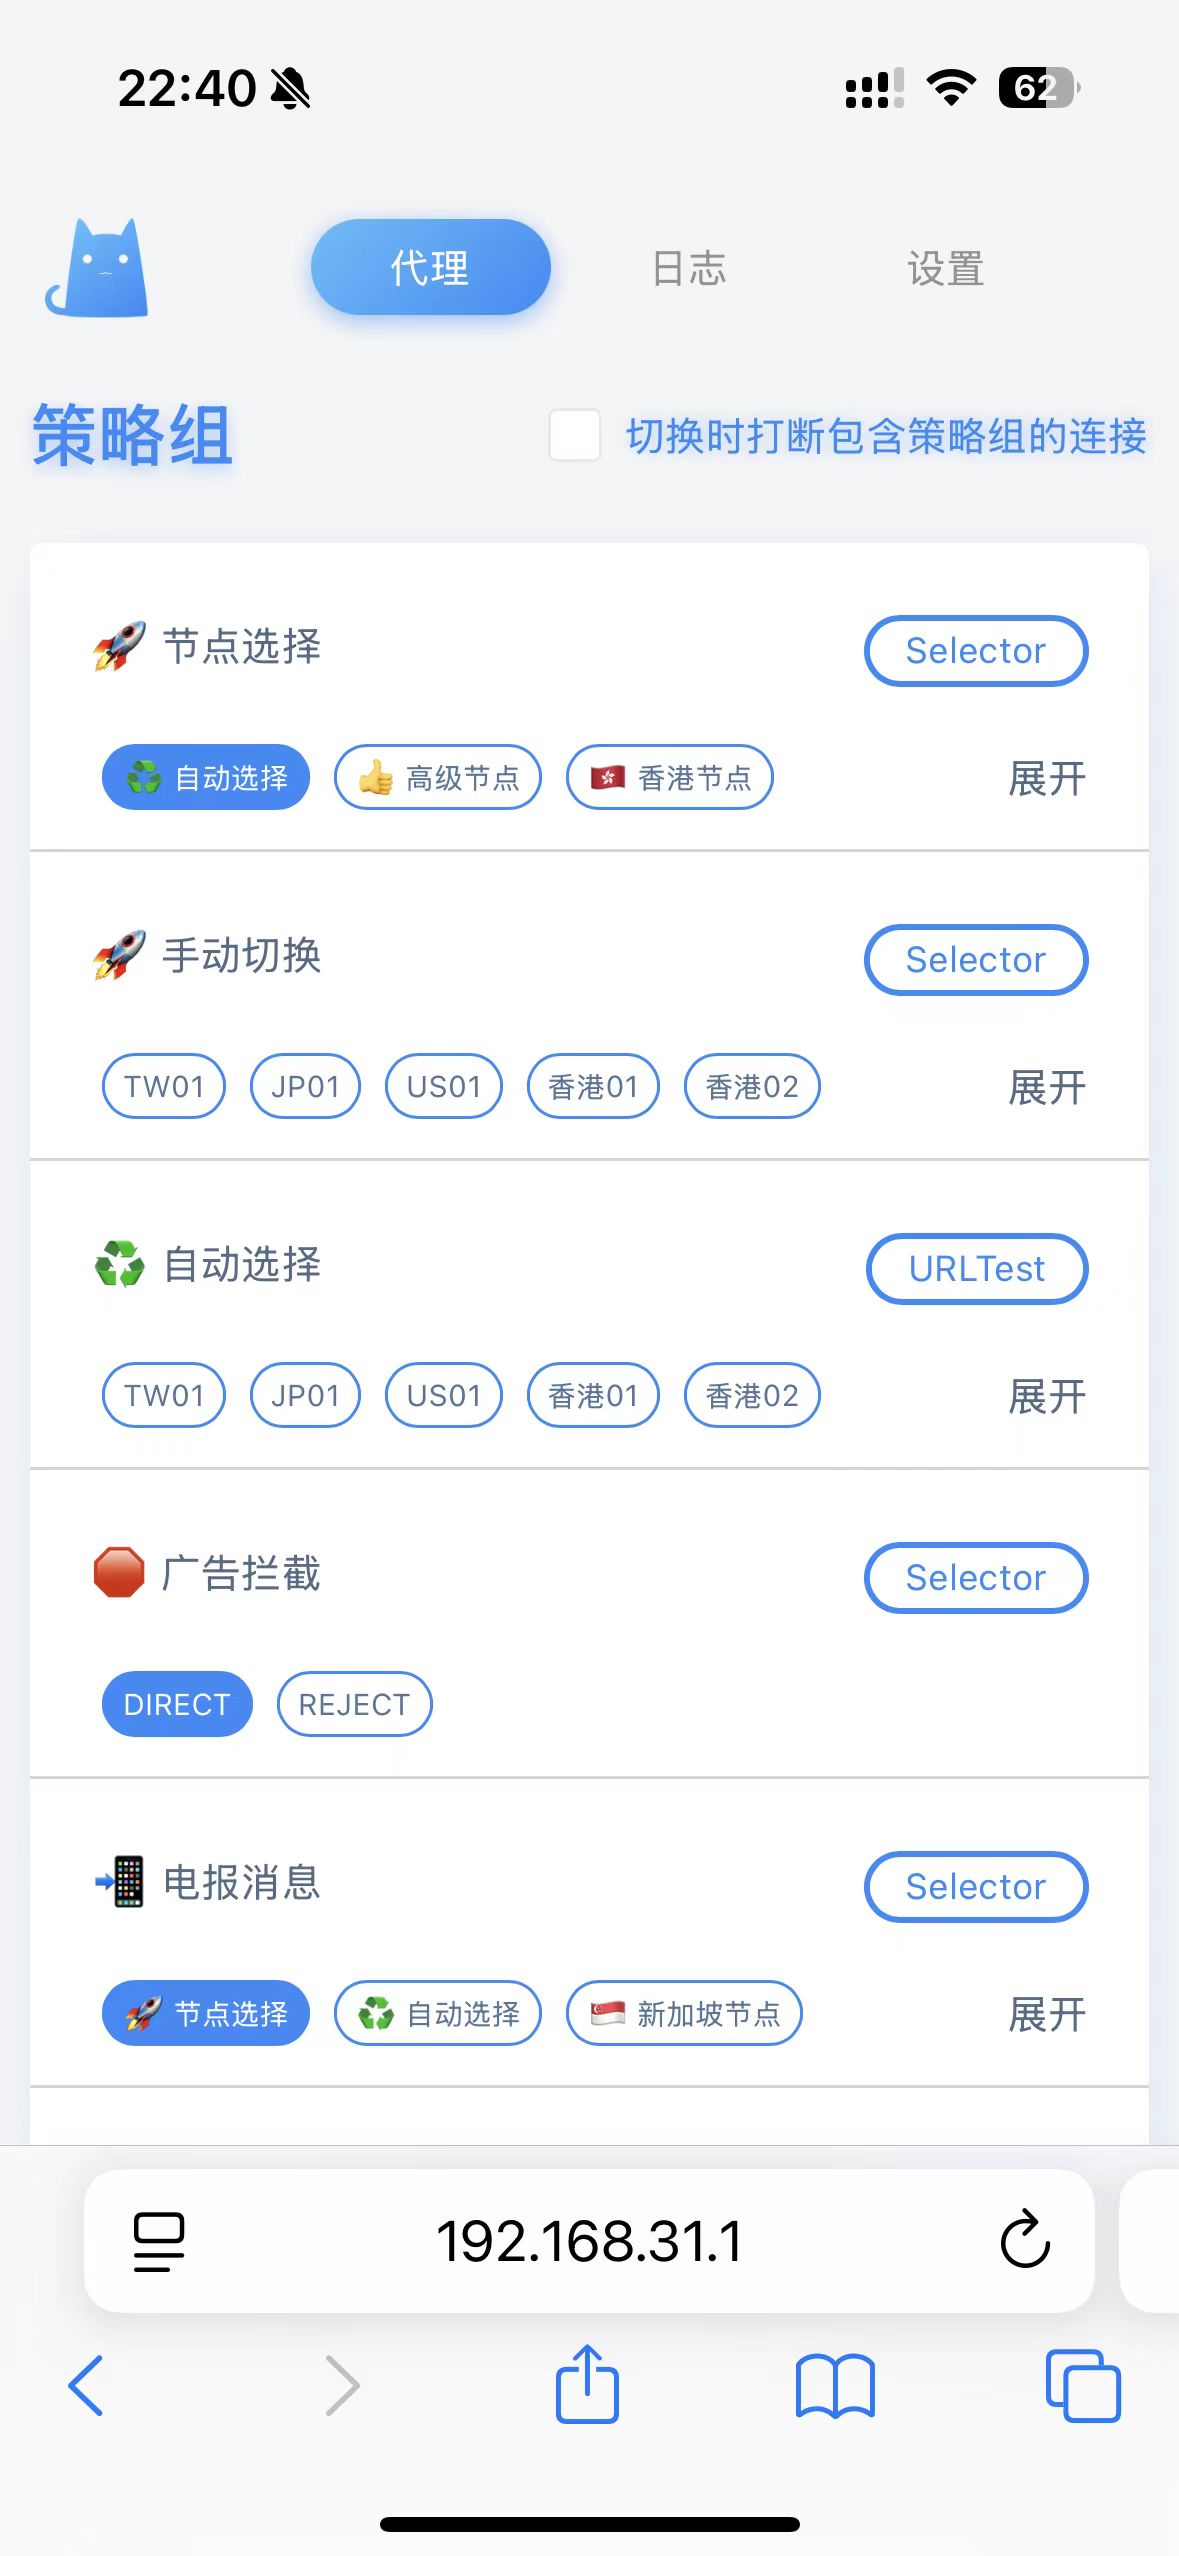 22:40
62
代理 日志 设置
策略组 切换时打断包含策略组的连接
节点选择 Selector
自动选择 高级节点 香港节点 展开
手动切换 Selector
TW01 JP01 US01 香港01 香港02 展开
自动选择 URLTest
TW01 JP01 US01 香港01 香港02 展开
广告拦截 Selector
DIRECT REJECT
电报消息 Selector
节点选择 自动选择 新加坡节点 展开
192.168.31.1